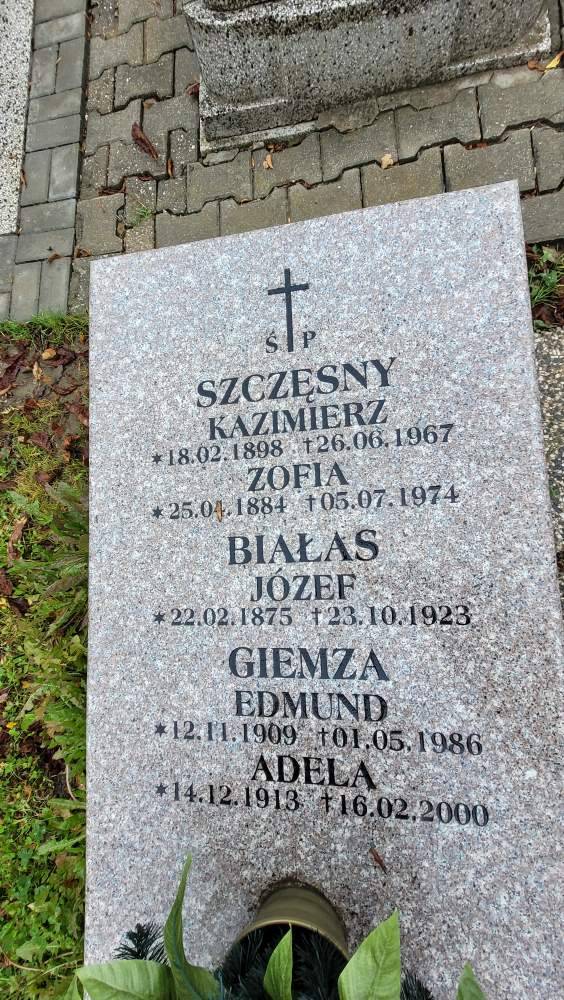 Ś P
SZCZĘSNY
KAZIMIERZ
*18.02.1898 †26.06.1967
ZOFIA
*25.04.1884 †05.07.1974
BIAŁAS
JÓZEF
*22.02.1875 †23.10.1923
GIEMZA
EDMUND
*12.11.1909 †01.05.1986
ADELA
*14.12.1913 †16.02.2000